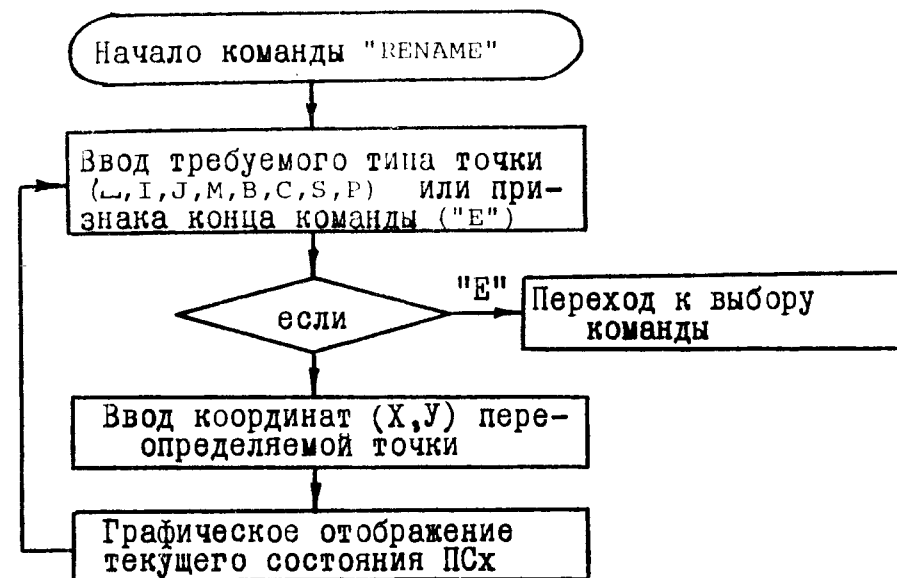 Начало команды "RENAME"
Ввод требуемого типа точки
(␣,I,J,M,B,C,S,P) или при-
знака конца команды ("E")
если
"E"
Переход к выбору
команды
Ввод координат (X,У) пере-
определяемой точки
Графическое отображение
текущего состояния ПСх